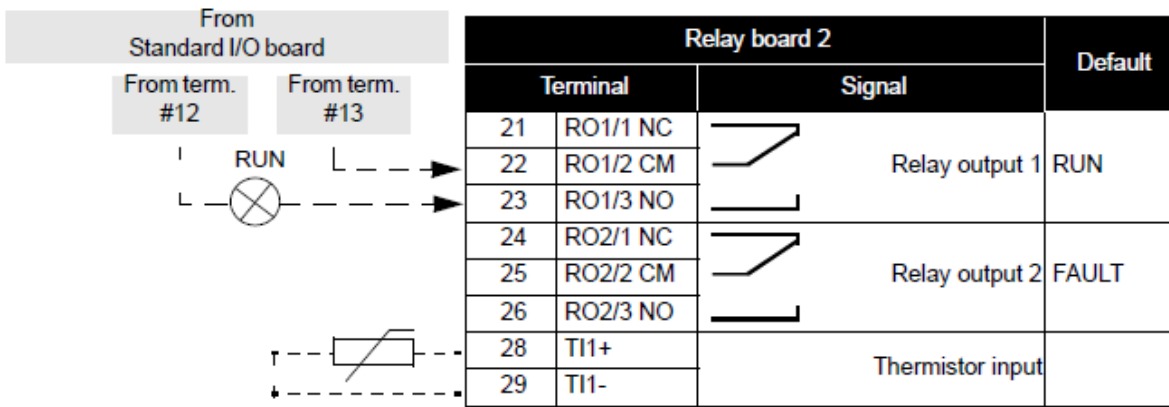 From
Standard I/O board
From term.
#12
From term.
#13
RUN
Relay board 2
Default
Terminal
Signal
21 RO1/1 NC
22 RO1/2 CM Relay output 1 RUN
23 RO1/3 NO
24 RO2/1 NC
25 RO2/2 CM Relay output 2 FAULT
26 RO2/3 NO
28 TI1+
Thermistor input
29 TI1-